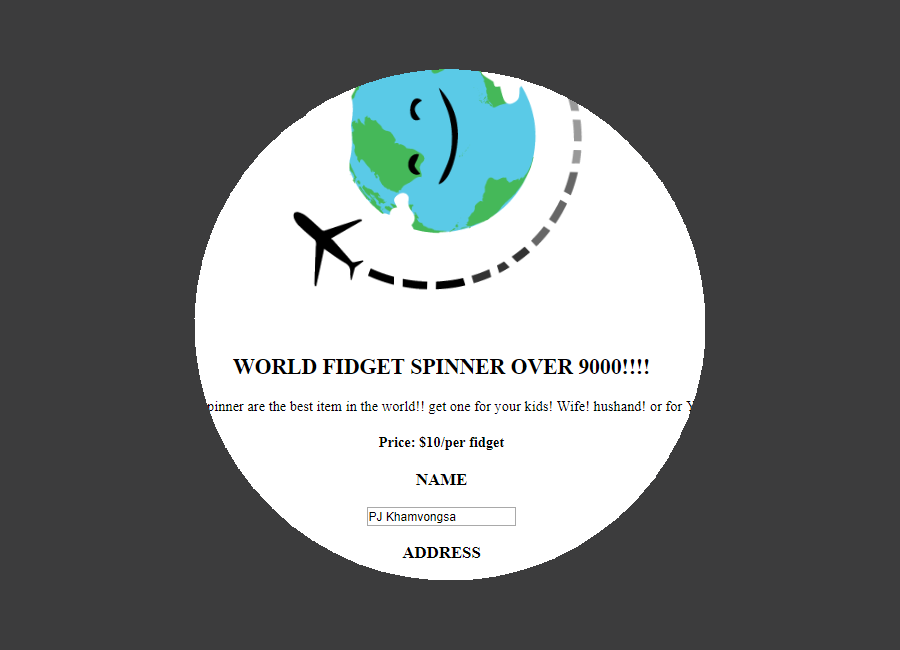 WORLD FIDGET SPINNER OVER 9000!!!!
pinner are the best item in the world!! get one for your kids! Wife! hushand! or for Y
Price: $10/per fidget
NAME
PJ Khamvongsa
ADDRESS